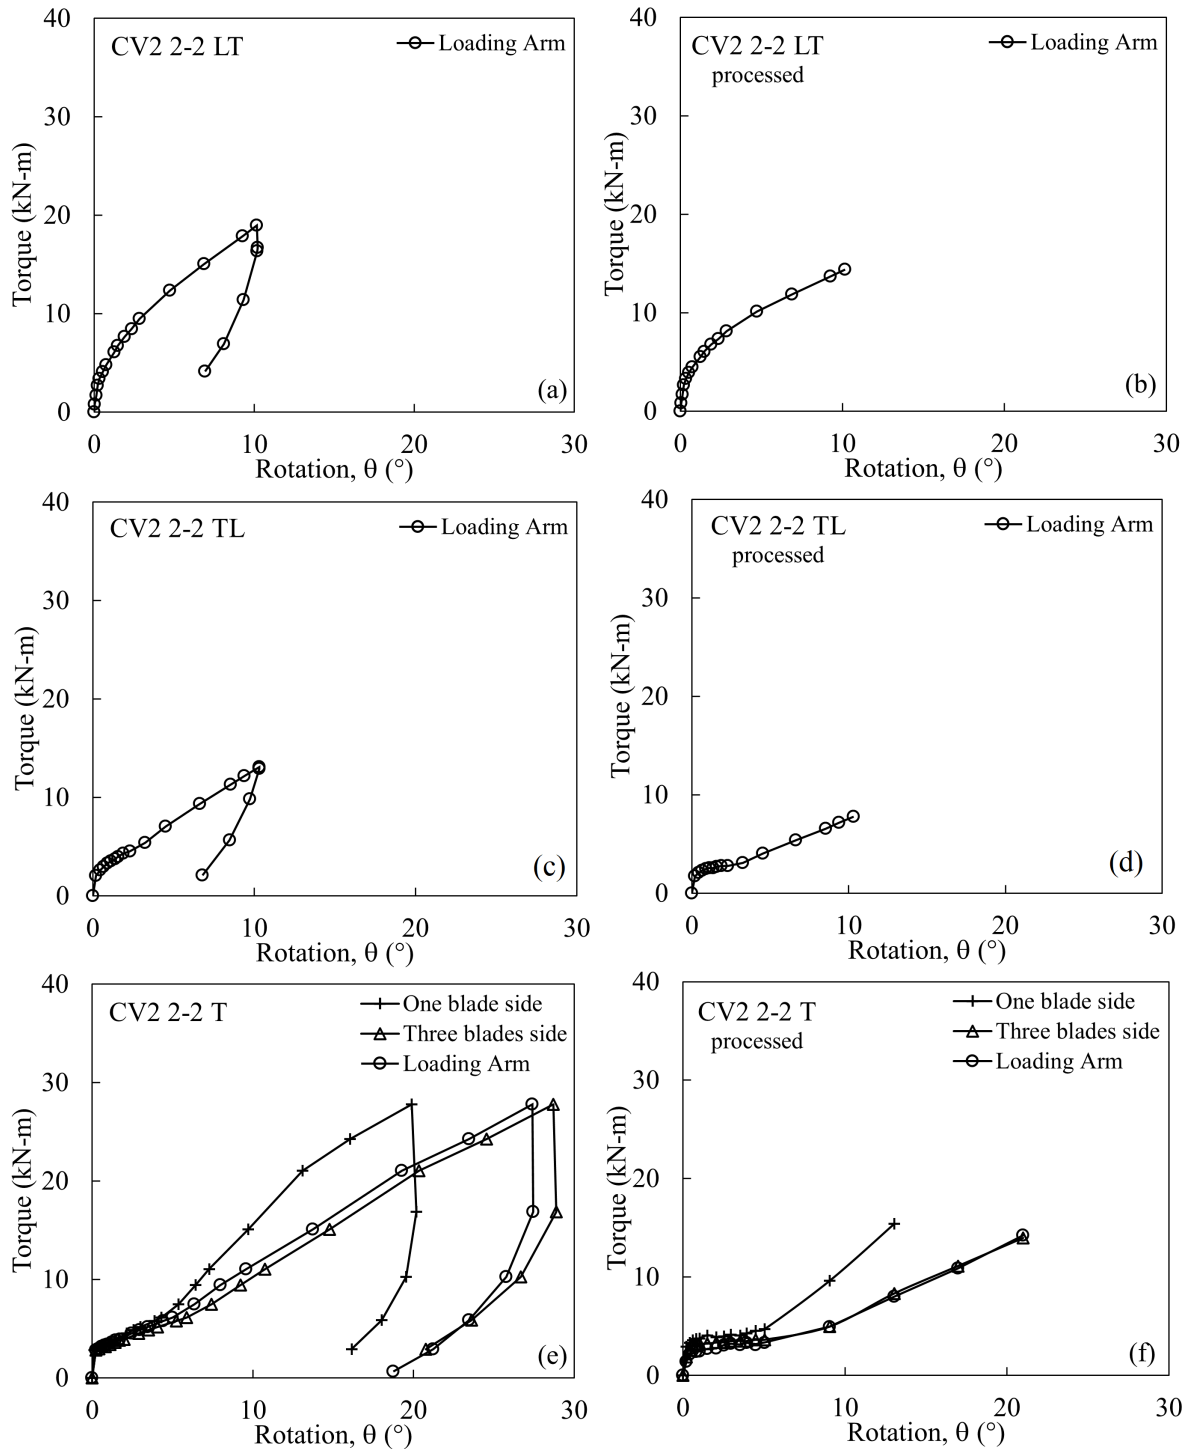 CV2 2-2 LT
Loading Arm
40
30
20
10
0
Torque (kN-m)
(a)
0 10 20 30
Rotation, θ (°)
CV2 2-2 LT
processed
Loading Arm
40
30
20
10
0
Torque (kN-m)
(b)
0 10 20 30
Rotation, θ (°)
CV2 2-2 TL
Loading Arm
40
30
20
10
0
Torque (kN-m)
(c)
0 10 20 30
Rotation, θ (°)
CV2 2-2 TL
processed
Loading Arm
40
30
20
10
0
Torque (kN-m)
(d)
0 10 20 30
Rotation, θ (°)
CV2 2-2 T
One blade side
Three blades side
Loading Arm
40
30
20
10
0
Torque (kN-m)
(e)
0 10 20 30
Rotation, θ (°)
CV2 2-2 T
processed
One blade side
Three blades side
Loading Arm
40
30
20
10
0
Torque (kN-m)
(f)
0 10 20 30
Rotation, θ (°)